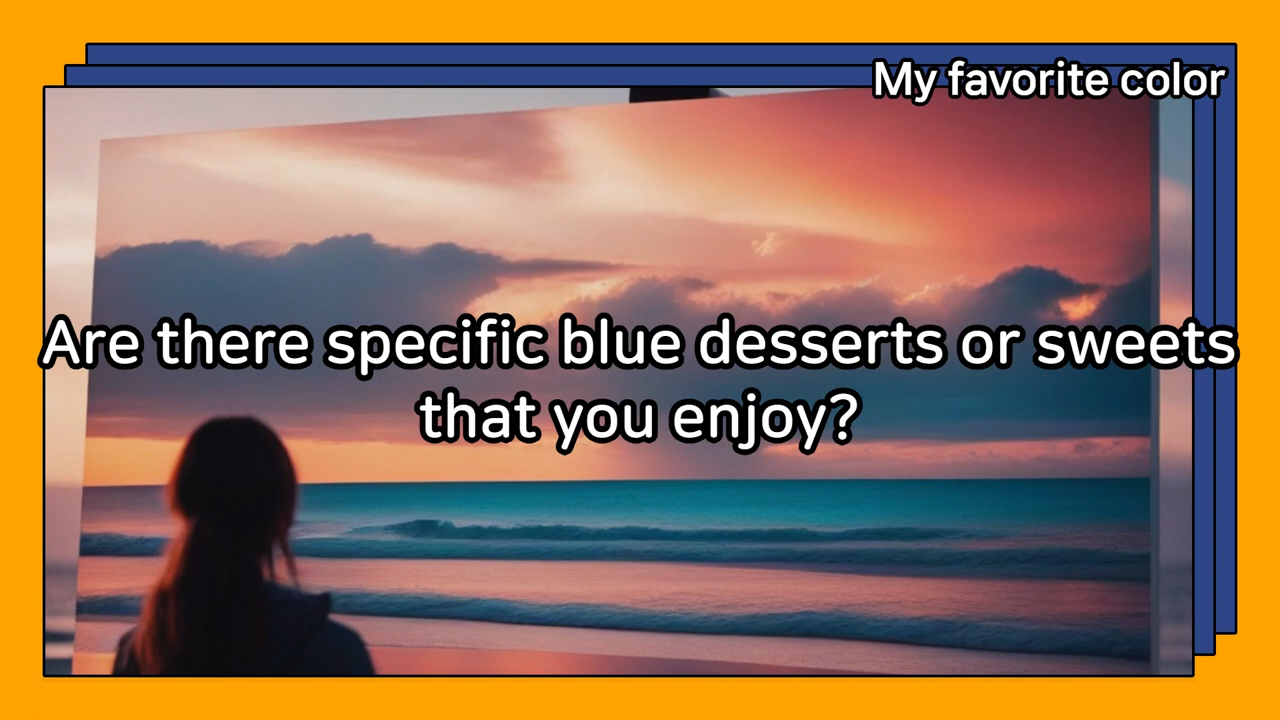 My favorite color
Are there specific blue desserts or sweets
that you enjoy?